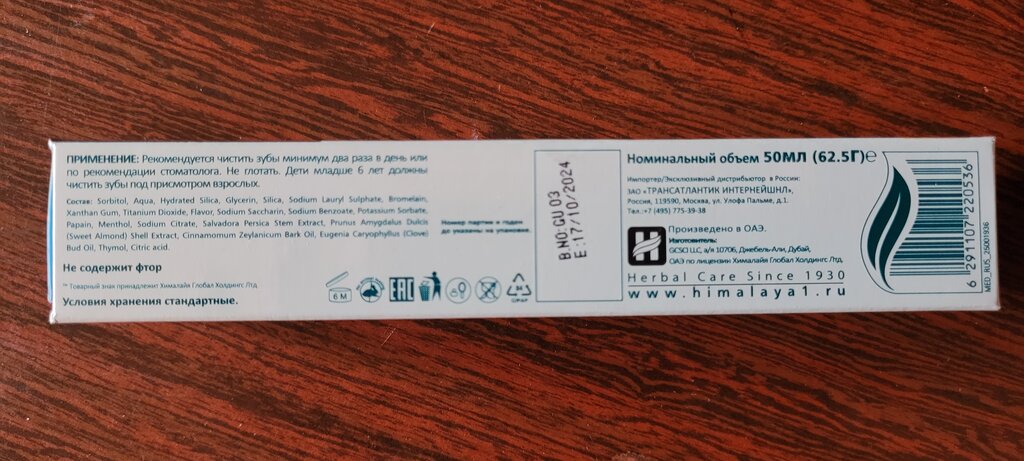 ПРИМЕНЕНИЕ: Рекомендуется чистить зубы минимум два раза в день или
по рекомендации стоматолога. Не глотать. Дети младше 6 лет должны
чистить зубы под присмотром взрослых.
Состав: Sorbitol, Aqua, Hydrated Silica, Glycerin, Silica, Sodium Lauryl Sulphate, Bromelain,
Xanthan Gum, Titanium Dioxide, Flavor, Sodium Saccharin, Sodium Benzoate, Potassium Sorbate,
Papain, Menthol, Sodium Citrate, Salvadora Persica Stem Extract, Prunus Amygdalus Dulcis
(Sweet Almond) Shell Extract, Cinnamomum Zeylanicum Bark Oil, Eugenia Caryophyllus (Clove)
Bud Oil, Thymol, Citric acid.
Не содержит фтор
™ Товарный знак принадлежит Хималайя Глобал Холдингс Лтд
Условия хранения стандартные.
Номер партии и годен
до указаны на упаковке.
6 M
EAC
B.NO:GU 03
E:17/10/2024
Номинальный объем 50МЛ (62.5Г)℮
Импортер/Эксклюзивный дистрибьютор в России:
ЗАО «ТРАНСАТЛАНТИК ИНТЕРНЕЙШНЛ»,
Россия, 119590, Москва, ул. Улофа Пальме, д.1.
Тел.:+7 (495) 775-39-38
Произведено в ОАЭ.
Изготовитель:
GCSCI LLC, а/я 10706, Джебель-Али, Дубай,
ОАЭ по лицензии Хималайя Глобал Холдингс Лтд.
Herbal Care Since 1930
www.himalaya1.ru
6 291107 220536
MED_RUS_25001936